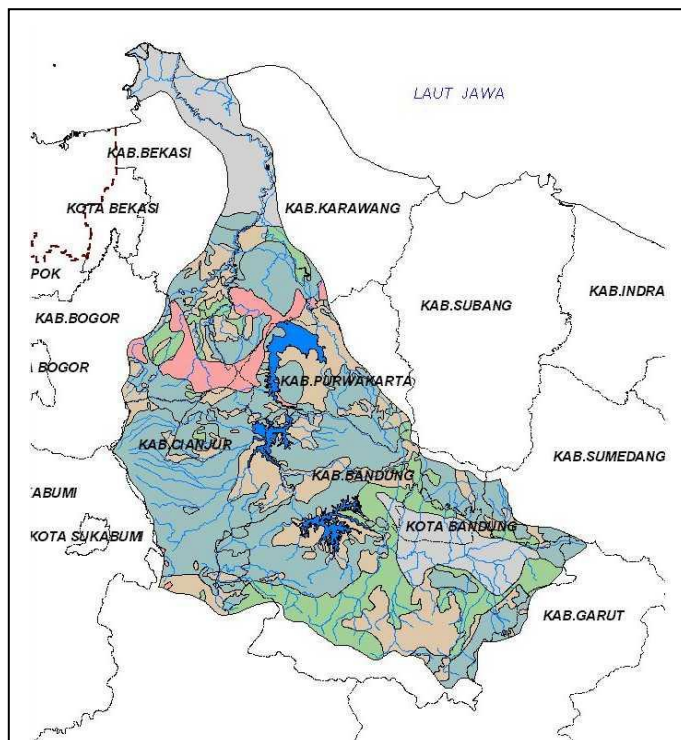 LAUT JAWA
KAB.BEKASI
KOTA BEKASI
KAB.KARAWANG
POK
KAB.SUBANG
KAB.INDRA
KAB.BOGOR
BOGOR
KAB.PURWAKARTA
KAB.CIANJUR
KAB.SUMEDANG
KAB.BANDUNG
KABUMI
KOTA BANDUNG
KOTA SUKABUMI
KAB.GARUT